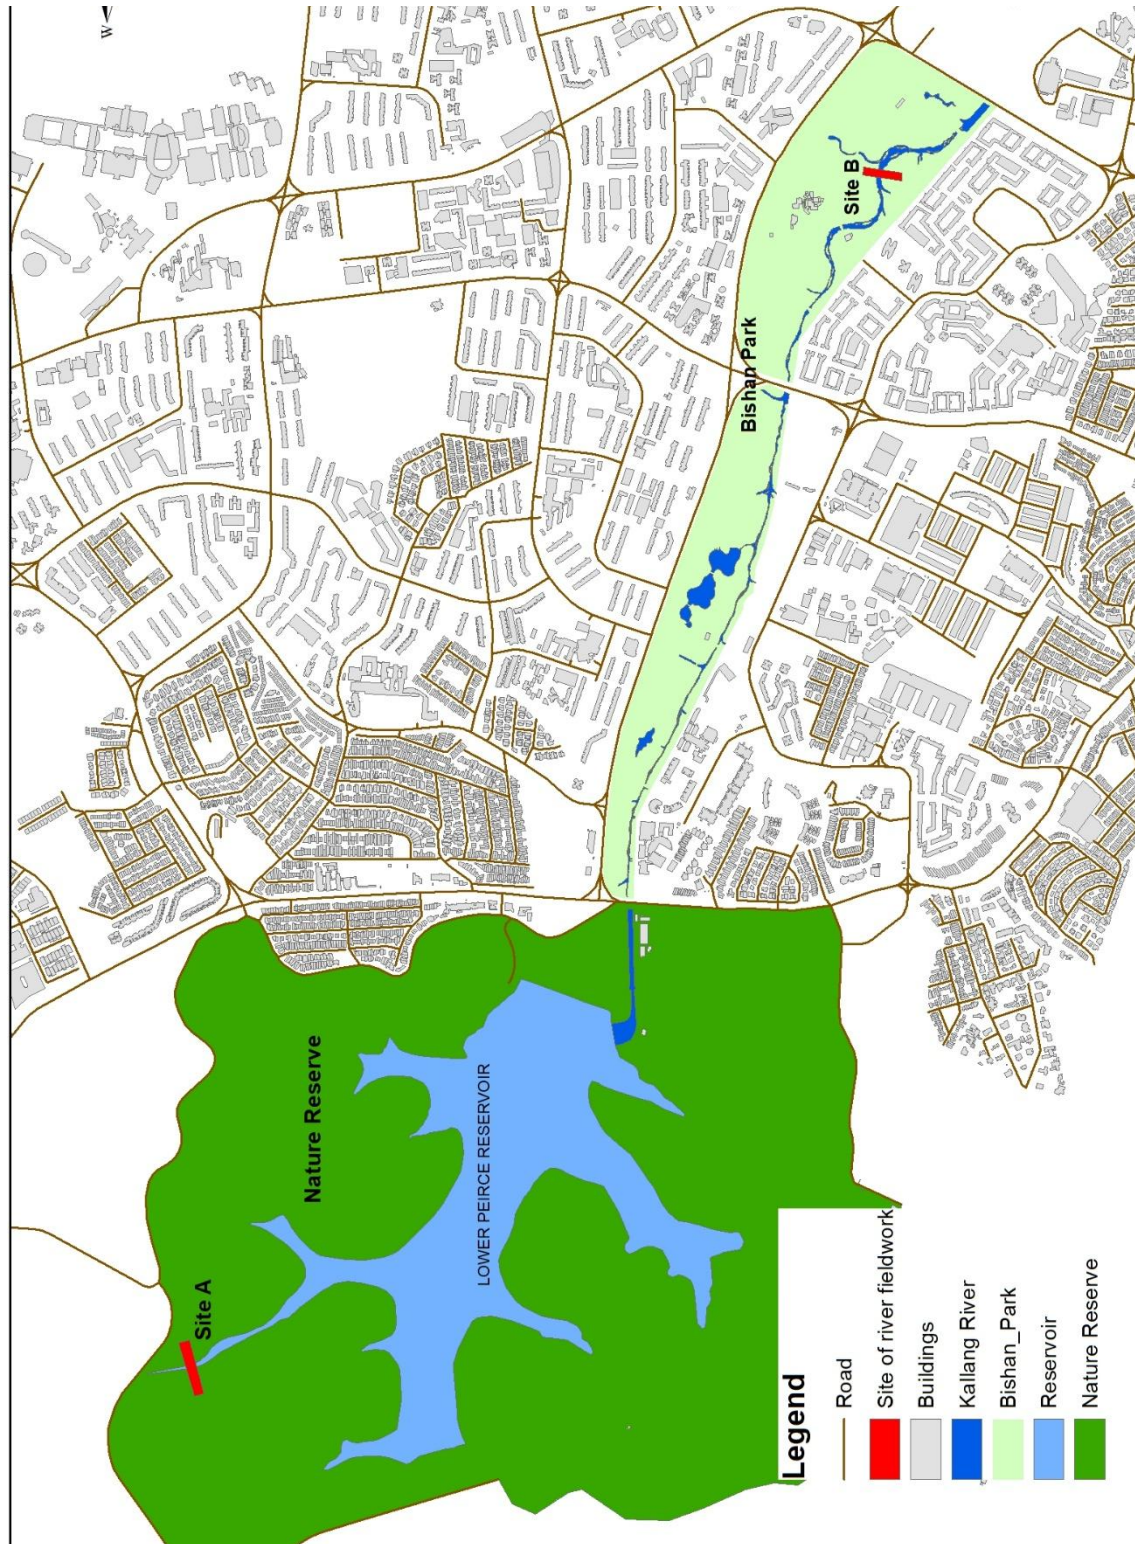 W
Site A
Nature Reserve
LOWER PEIRCE RESERVOIR
Bishan Park
Site B
Legend
Road
Site of river fieldwork
Buildings
Kallang River
Bishan_Park
Reservoir
Nature Reserve